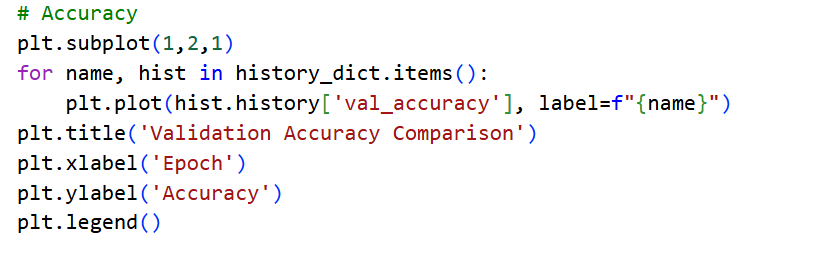 # Accuracy
plt.subplot(1,2,1)
for name, hist in history_dict.items():
    plt.plot(hist.history['val_accuracy'], label=f"{name}")
plt.title('Validation Accuracy Comparison')
plt.xlabel('Epoch')
plt.ylabel('Accuracy')
plt.legend()